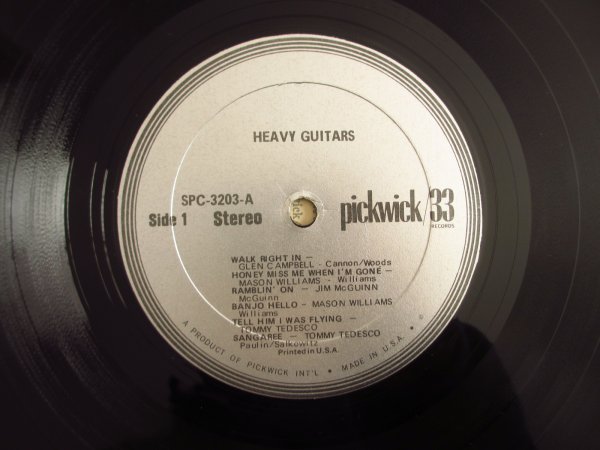 HEAVY GUITARS
SPC-3203-A
Side 1 Stereo
pickwick/33
RECORDS
WALK RIGHT IN —
GLEN CAMPBELL - Cannon/Woods
HONEY MISS ME WHEN I'M GONE —
MASON WILLIAMS - Williams
RAMBLIN' ON — JIM McGUINN
McGuinn
BANJO HELLO - MASON WILLIAMS
Williams
TELL HIM I WAS FLYING —
TOMMY TEDESCO
SANGAREE — TOMMY TEDESCO
Paulin/Salkowitz
Printed in U.S.A.
A PRODUCT OF PICKWICK INT'L • MADE IN U.S.A. ©